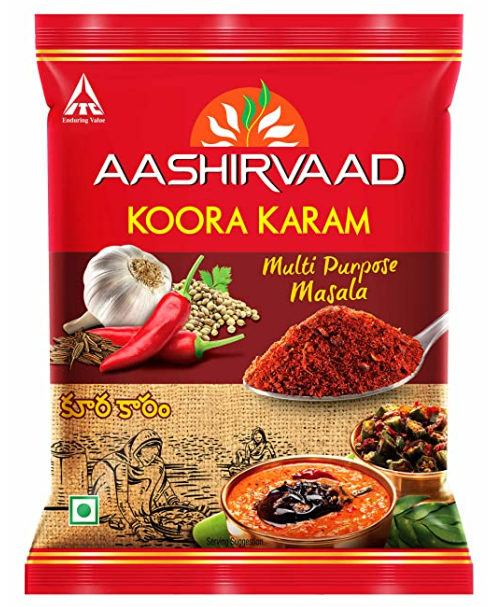 ITC
Enduring Value
AASHIRVAAD
KOORA KARAM
Multi Purpose
Masala
కూర కారం
Serving Suggestion